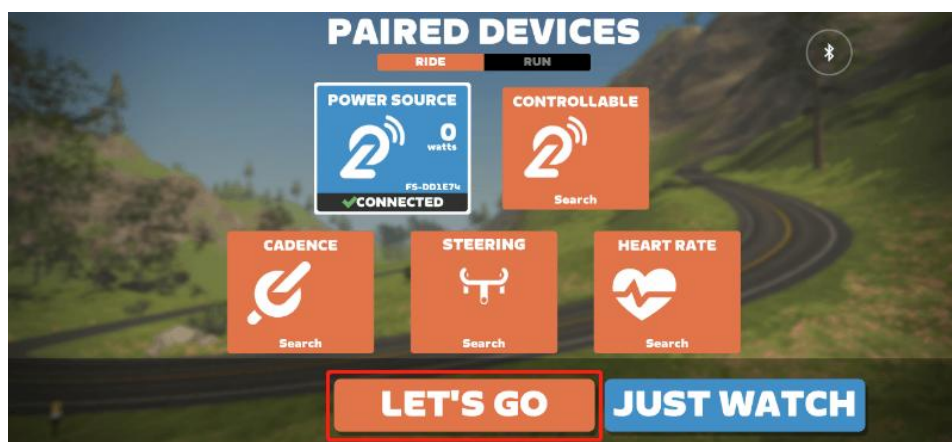 PAIRED DEVICES
RIDE
RUN
POWER SOURCE
0
watts
FS-DD1E74
CONNECTED
CONTROLLABLE
Search
CADENCE
Search
STEERING
Search
HEART RATE
Search
LET'S GO
JUST WATCH